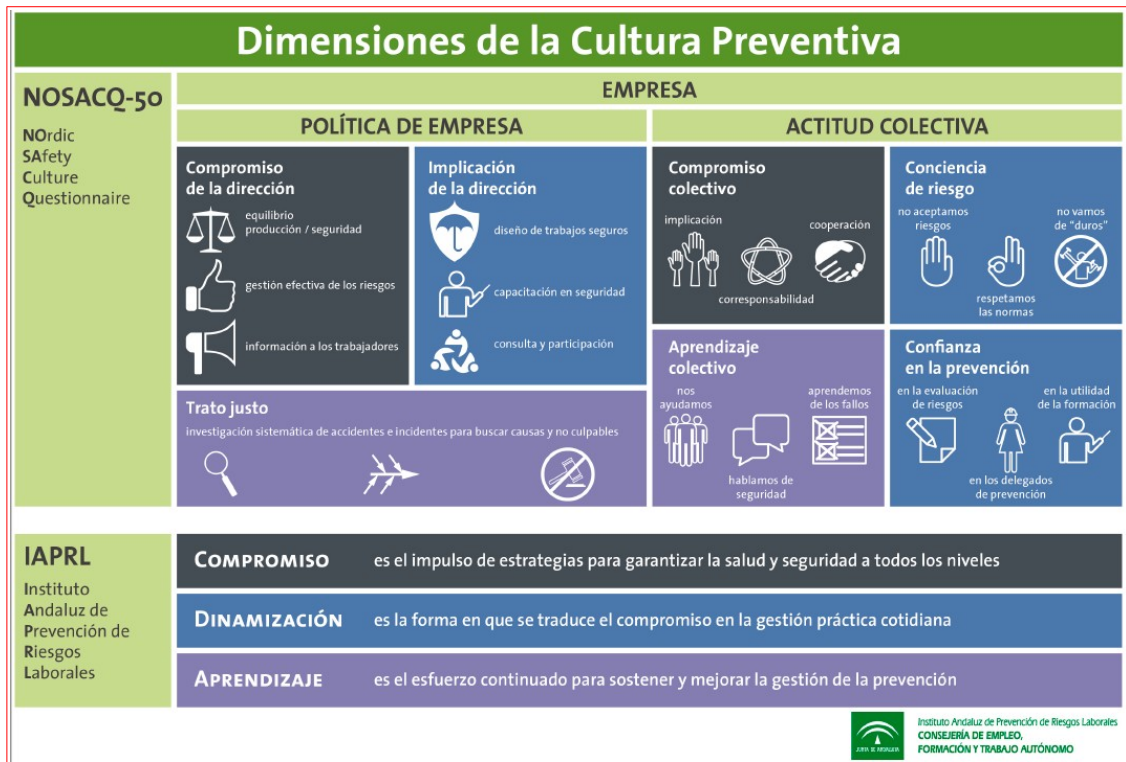 Dimensiones de la Cultura Preventiva
NOSACQ-50
NOrdic
SAfety
Culture
Questionnaire
EMPRESA
POLÍTICA DE EMPRESA
Compromiso
de la dirección
equilibrio
producción / seguridad
gestión efectiva de los riesgos
información a los trabajadores
Implicación
de la dirección
diseño de trabajos seguros
capacitación en seguridad
consulta y participación
Trato justo
investigación sistemática de accidentes e incidentes para buscar causas y no culpables
ACTITUD COLECTIVA
Compromiso
colectivo
implicación
cooperación
corresponsabilidad
Conciencia
de riesgo
no aceptamos
riesgos
no vamos
de "duros"
respetamos
las normas
Aprendizaje
colectivo
nos
ayudamos
aprendemos
de los fallos
hablamos de
seguridad
Confianza
en la prevención
en la evaluación
de riesgos
en la utilidad
de la formación
en los delegados
de prevención
IAPRL
Instituto
Andaluz de
Prevención de
Riesgos
Laborales
COMPROMISO es el impulso de estrategias para garantizar la salud y seguridad a todos los niveles
DINAMIZACIÓN es la forma en que se traduce el compromiso en la gestión práctica cotidiana
APRENDIZAJE es el esfuerzo continuado para sostener y mejorar la gestión de la prevención
JUNTA DE ANDALUCIA
Instituto Andaluz de Prevención de Riesgos Laborales
CONSEJERÍA DE EMPLEO,
FORMACIÓN Y TRABAJO AUTÓNOMO